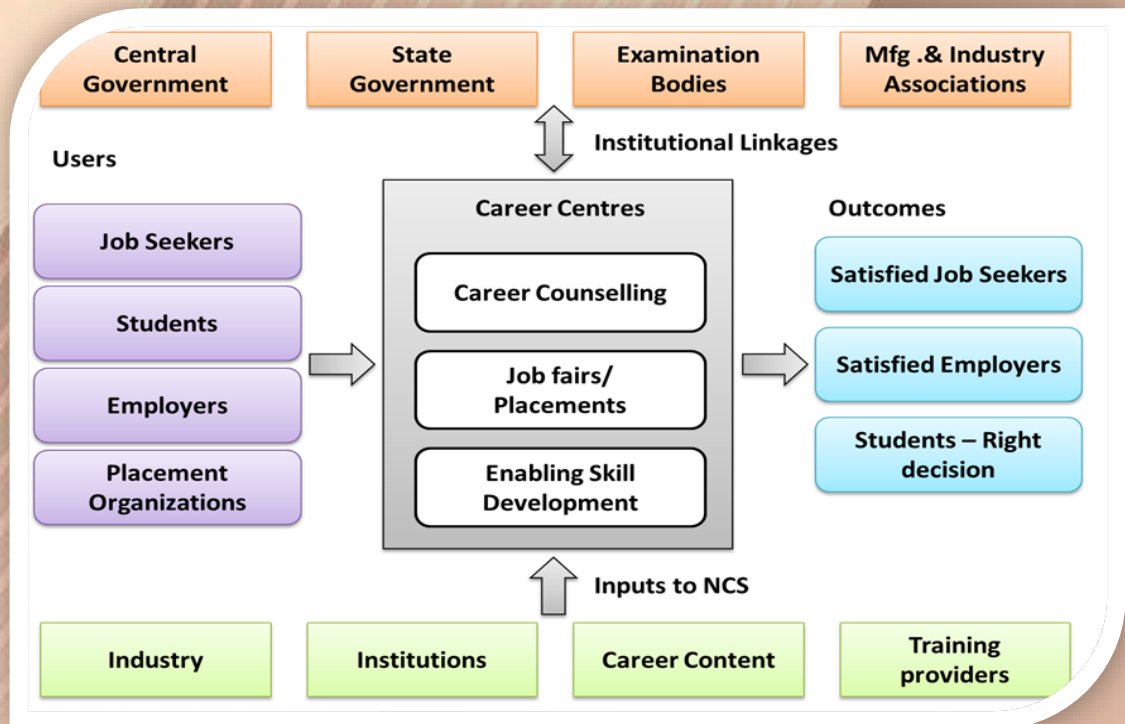 Central
Government
State
Government
Examination
Bodies
Mfg .& Industry
Associations
Institutional Linkages
Users
Job Seekers
Students
Employers
Placement
Organizations
Career Centres
Career Counselling
Job fairs/
Placements
Enabling Skill
Development
Outcomes
Satisfied Job Seekers
Satisfied Employers
Students – Right
decision
Inputs to NCS
Industry
Institutions
Career Content
Training
providers